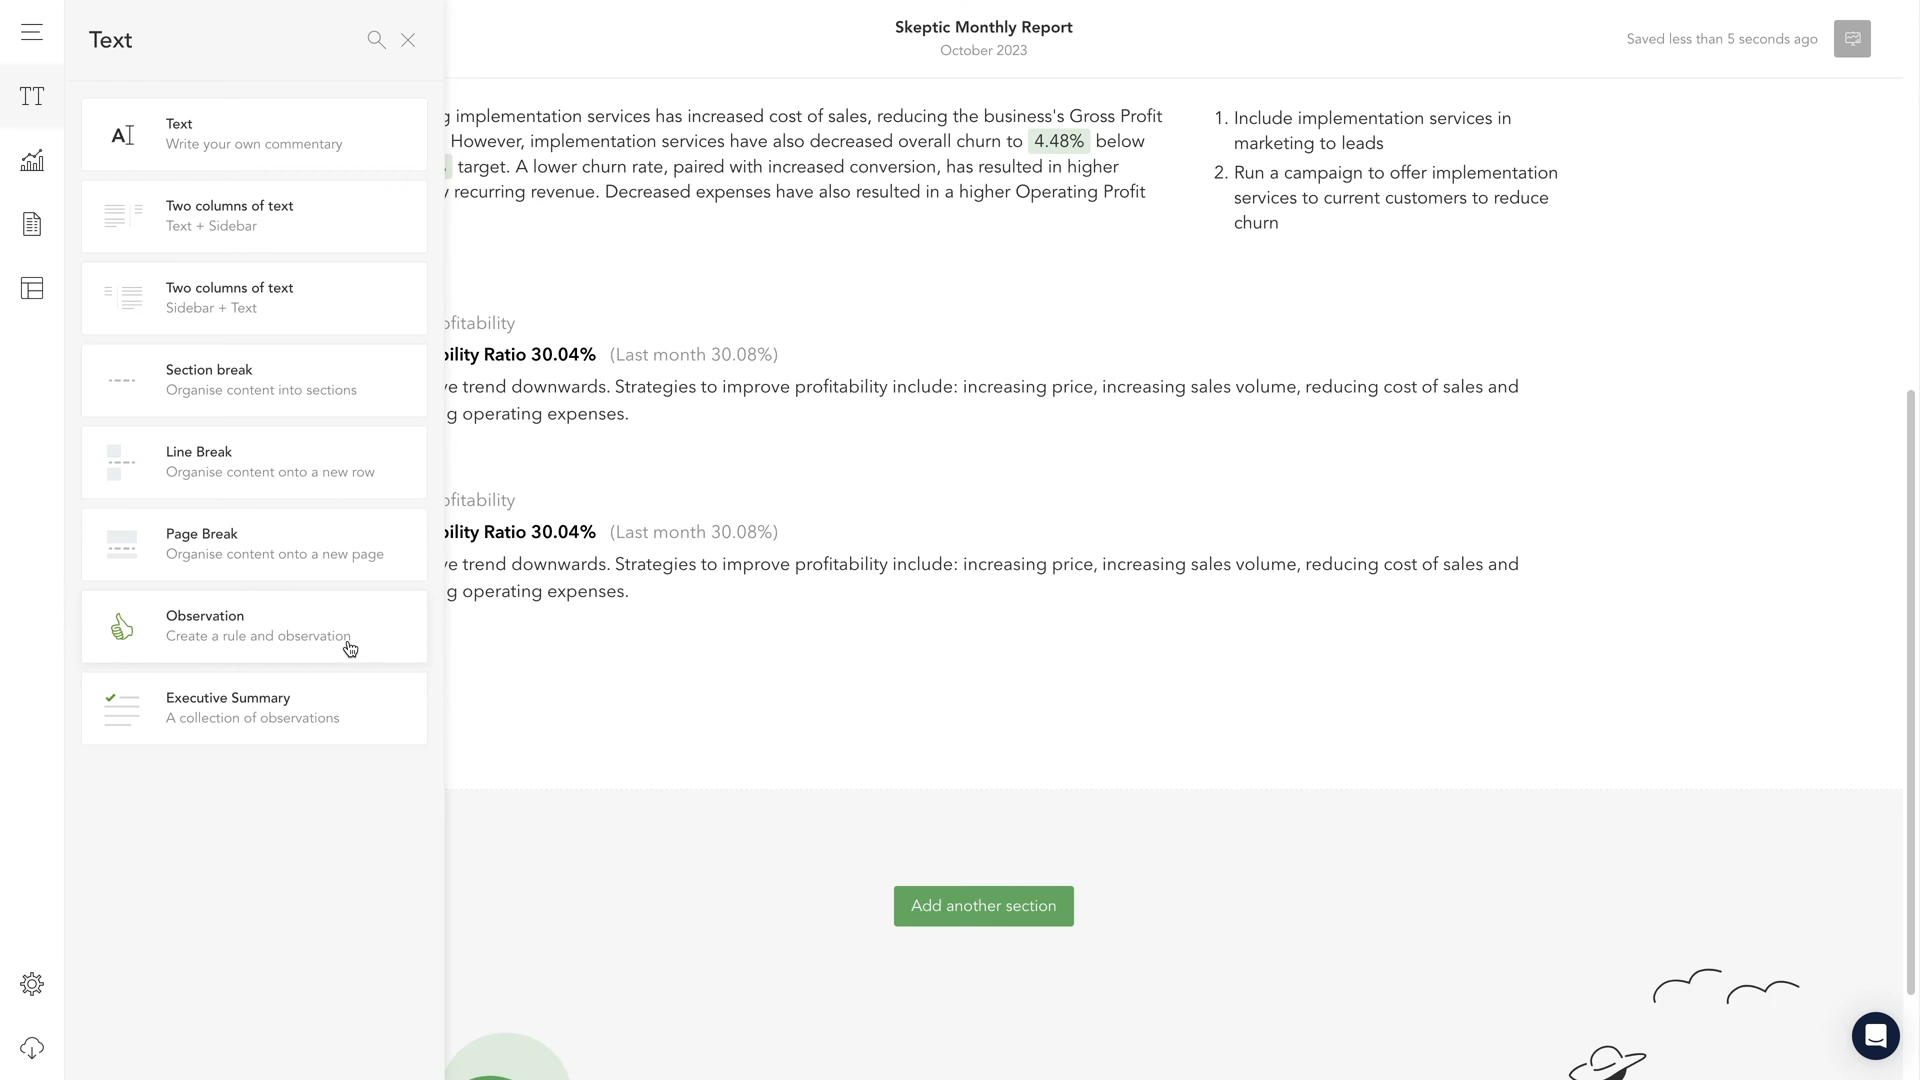 Text
Text
Write your own commentary
Two columns of text
Text + Sidebar
Two columns of text
Sidebar + Text
Section break
Organise content into sections
Line Break
Organise content onto a new row
Page Break
Organise content onto a new page
Observation
Create a rule and observation
Executive Summary
A collection of observations
Skeptic Monthly Report
October 2023
Saved less than 5 seconds ago
implementation services has increased cost of sales, reducing the business's Gross Profit
However, implementation services have also decreased overall churn to 4.48% below
target. A lower churn rate, paired with increased conversion, has resulted in higher
recurring revenue. Decreased expenses have also resulted in a higher Operating Profit
1. Include implementation services in
marketing to leads
2. Run a campaign to offer implementation
services to current customers to reduce
churn
ofitability
bility Ratio 30.04% (Last month 30.08%)
ve trend downwards. Strategies to improve profitability include: increasing price, increasing sales volume, reducing cost of sales and
g operating expenses.
ofitability
bility Ratio 30.04% (Last month 30.08%)
ve trend downwards. Strategies to improve profitability include: increasing price, increasing sales volume, reducing cost of sales and
g operating expenses.
Add another section